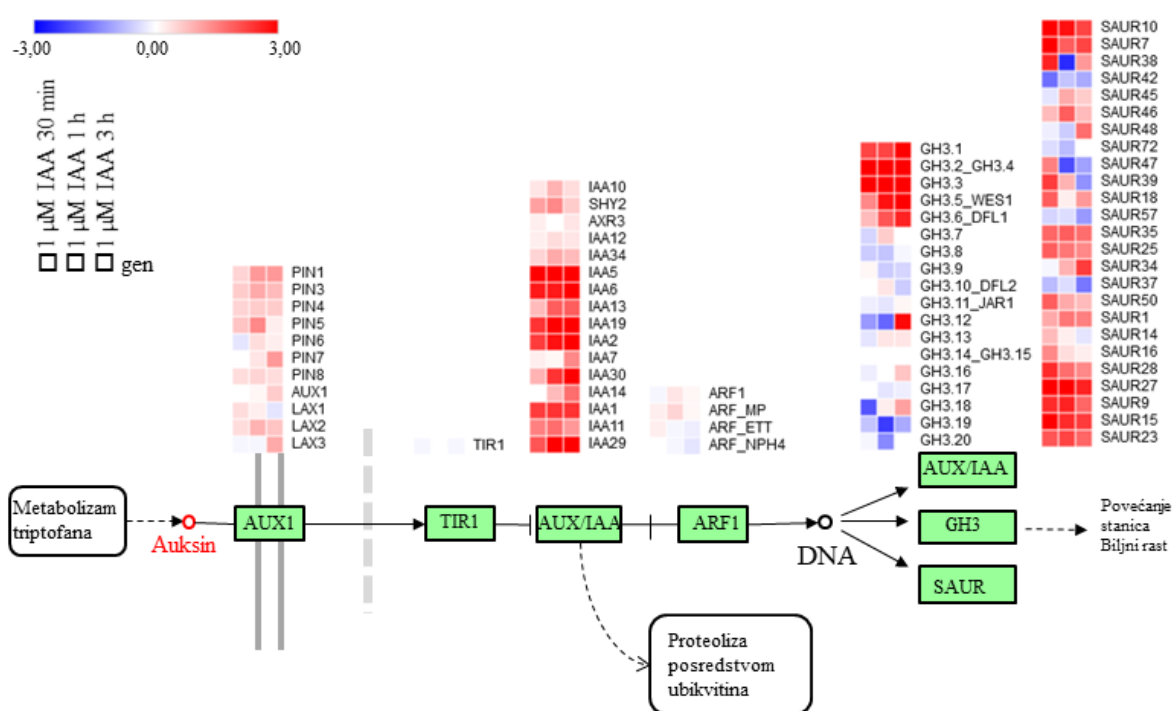 -3,00 0,00 3,00
1 µM IAA 30 min
1 µM IAA 1 h
1 µM IAA 3 h
gen
PIN1
PIN3
PIN4
PIN5
PIN6
PIN7
PIN8
AUX1
LAX1
LAX2
LAX3
TIR1
IAA10
SHY2
AXR3
IAA12
IAA34
IAA5
IAA6
IAA13
IAA19
IAA2
IAA7
IAA30
IAA14
IAA1
IAA11
IAA29
ARF1
ARF_MP
ARF_ETT
ARF_NPH4
GH3.1
GH3.2_GH3.4
GH3.3
GH3.5_WES1
GH3.6_DFL1
GH3.7
GH3.8
GH3.9
GH3.10_DFL2
GH3.11_JAR1
GH3.12
GH3.13
GH3.14_GH3.15
GH3.16
GH3.17
GH3.18
GH3.19
GH3.20
SAUR10
SAUR7
SAUR38
SAUR42
SAUR45
SAUR46
SAUR48
SAUR72
SAUR47
SAUR39
SAUR18
SAUR57
SAUR35
SAUR25
SAUR34
SAUR37
SAUR50
SAUR1
SAUR14
SAUR16
SAUR28
SAUR27
SAUR9
SAUR15
SAUR23
Metabolizam
triptofana
Auksin
AUX1
TIR1
AUX/IAA
ARF1
DNA
AUX/IAA
GH3
SAUR
Povećanje
stanica
Biljni rast
Proteoliza
posredstvom
ubikvitina